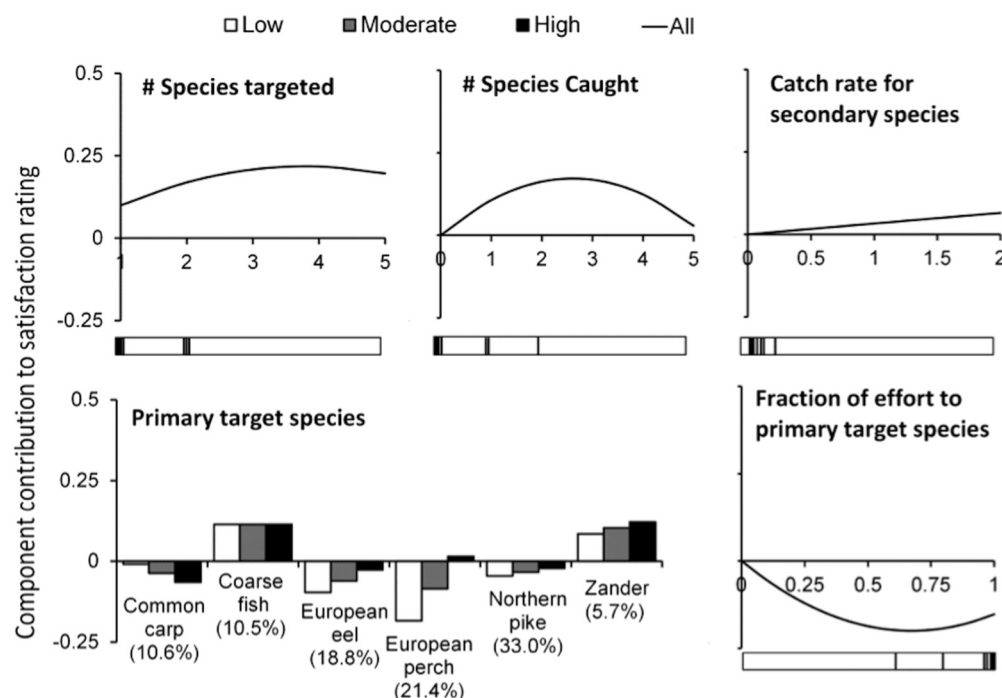 Low Moderate High All
Component contribution to satisfaction rating
# Species targeted
0.5
0.25
0
-0.25
1 2 3 4 5
# Species Caught
0 1 2 3 4 5
Catch rate for
secondary species
0 0.5 1 1.5 2
Primary target species
0.5
0.25
0
-0.25
Common
carp
(10.6%)
Coarse
fish
(10.5%)
European
eel
(18.8%)
European
perch
(21.4%)
Northern
pike
(33.0%)
Zander
(5.7%)
Fraction of effort to
primary target species
0 0.25 0.5 0.75 1